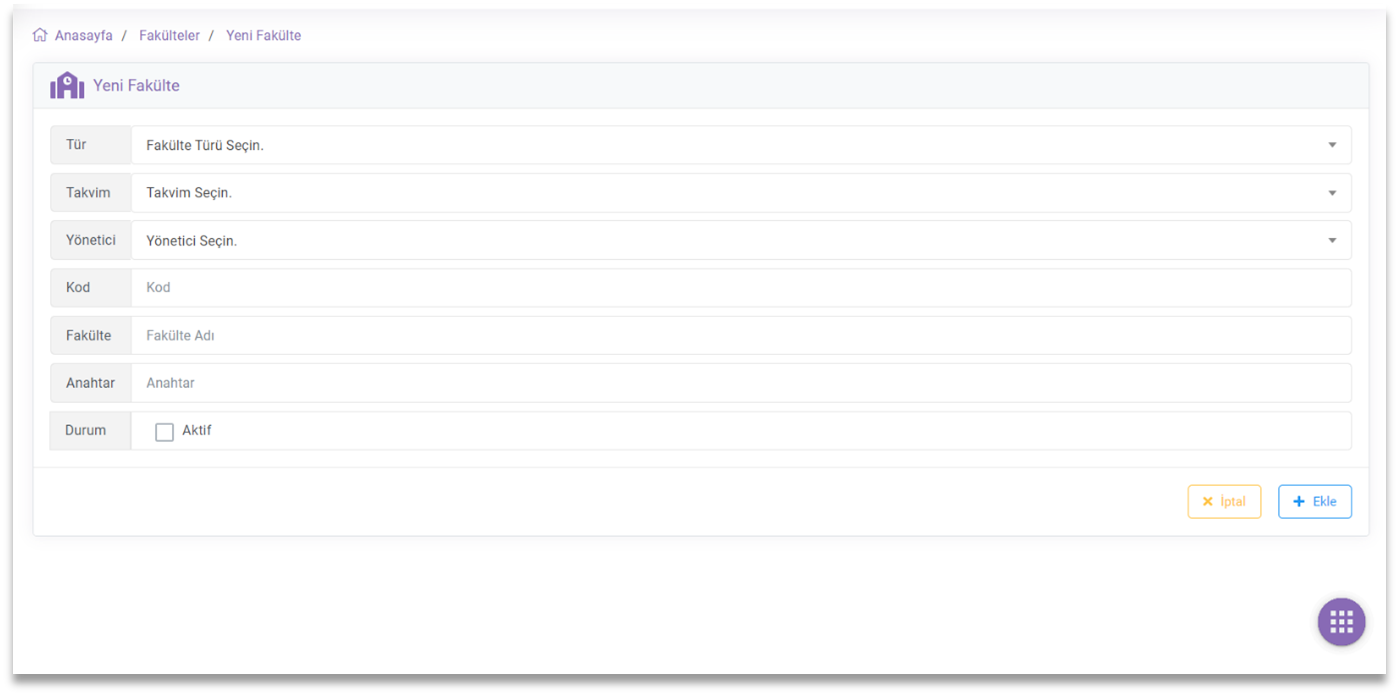 Anasayfa / Fakülteler / Yeni Fakülte
Yeni Fakülte
Tür Fakülte Türü Seçin.
Takvim Takvim Seçin.
Yönetici Yönetici Seçin.
Kod Kod
Fakülte Fakülte Adı
Anahtar Anahtar
Durum Aktif
İptal Ekle